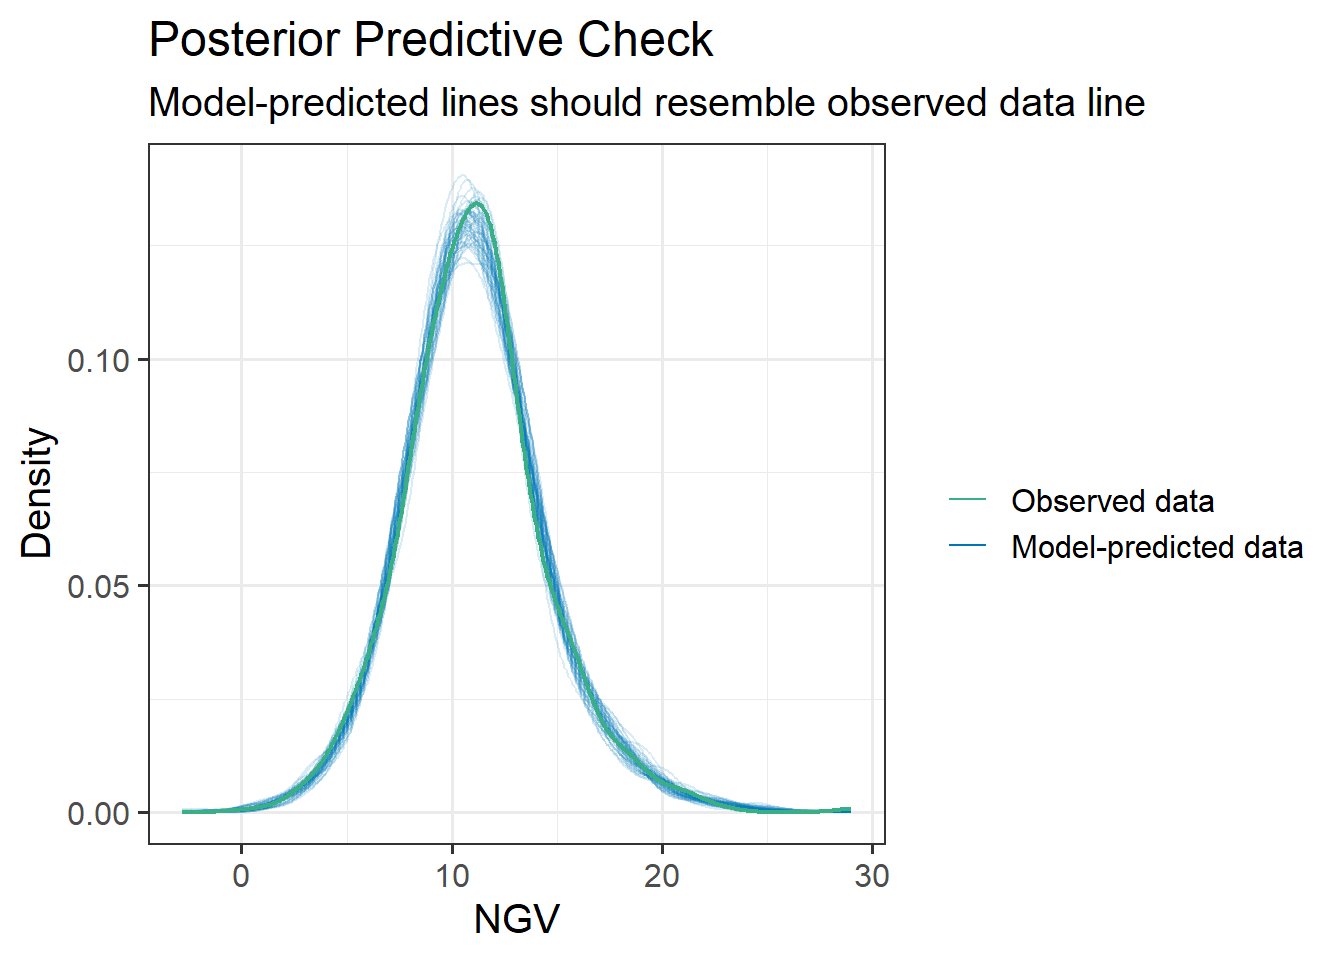 Posterior Predictive Check
Model-predicted lines should resemble observed data line
Density
0.10
0.05
0.00
0
10
20
30
NGV
Observed data
Model-predicted data